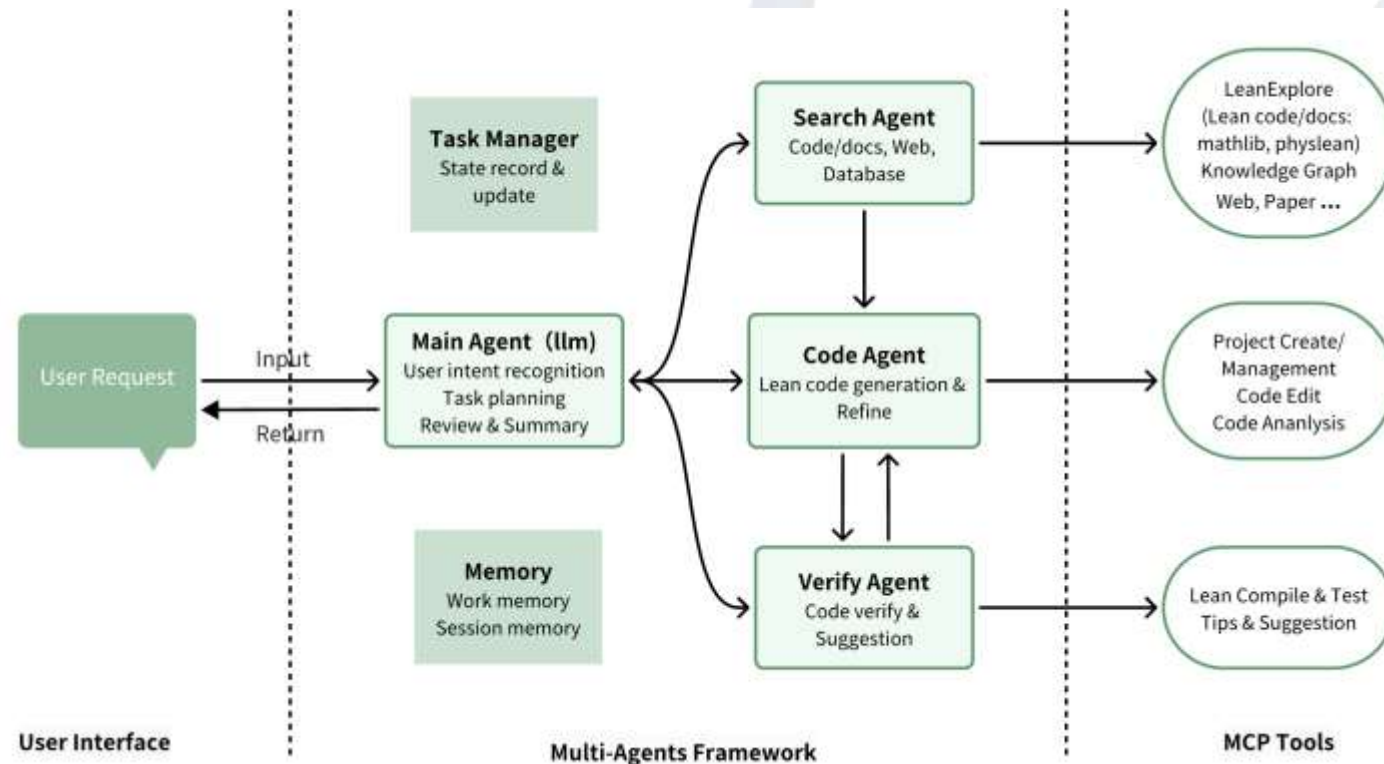 User Request
Input
Return
Task Manager
State record &
update
Main Agent（llm)
User intent recognition
Task planning
Review & Summary
Memory
Work memory
Session memory
Search Agent
Code/docs, Web,
Database
Code Agent
Lean code generation &
Refine
Verify Agent
Code verify &
Suggestion
LeanExplore
(Lean code/docs:
mathlib, physlean)
Knowledge Graph
Web, Paper ...
Project Create/
Management
Code Edit
Code Ananlysis
Lean Compile & Test
Tips & Suggestion
User Interface
Multi-Agents Framework
MCP Tools